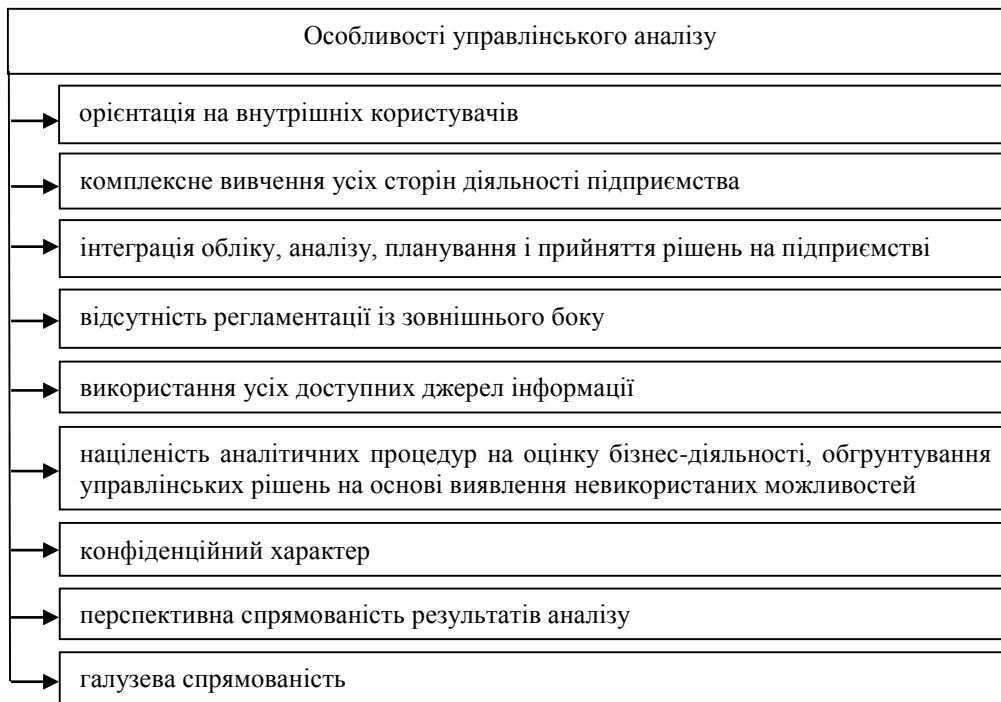 Особливості управлінського аналізу
орієнтація на внутрішніх користувачів
комплексне вивчення усіх сторін діяльності підприємства
інтеграція обліку, аналізу, планування і прийняття рішень на підприємстві
відсутність регламентації із зовнішнього боку
використання усіх доступних джерел інформації
націленість аналітичних процедур на оцінку бізнес-діяльності, обгрунтування
управлінських рішень на основі виявлення невикористаних можливостей
конфіденційний характер
перспективна спрямованість результатів аналізу
галузева спрямованість